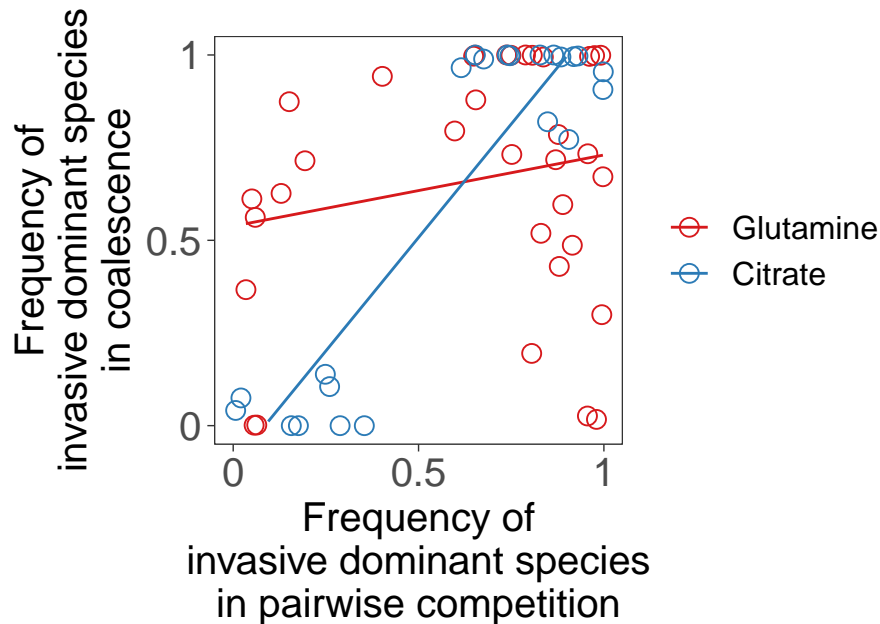 Frequency of
invasive dominant species
in coalescence
1
0.5
0
0
0.5
1
Frequency of
invasive dominant species
in pairwise competition
Glutamine
Citrate